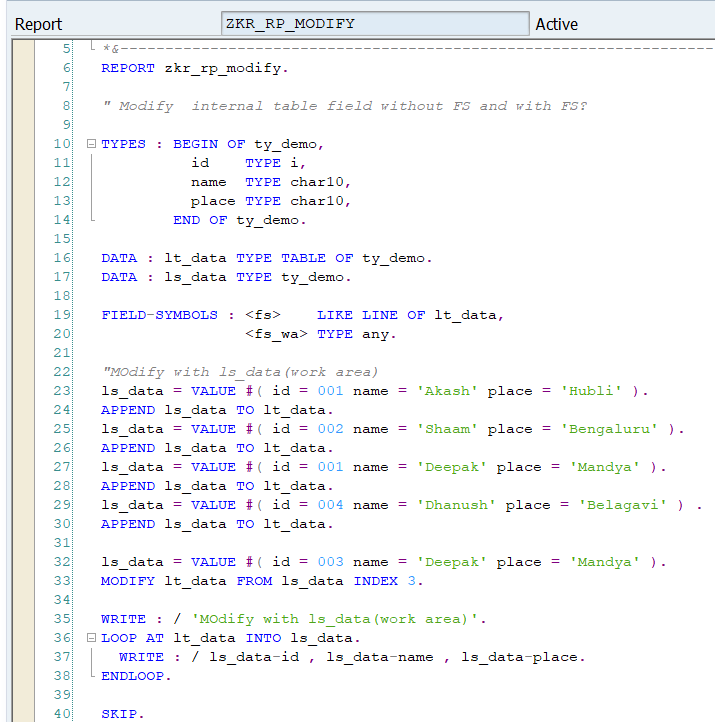 Report ZKR_RP_MODIFY Active
5 *&---------------------------------------------------------------------
6 REPORT zkr_rp_modify.
7
8 " Modify  internal table field without FS and with FS?
9
10 TYPES : BEGIN OF ty_demo,
11           id    TYPE i,
12           name  TYPE char10,
13           place TYPE char10,
14         END OF ty_demo.
15
16 DATA : lt_data TYPE TABLE OF ty_demo.
17 DATA : ls_data TYPE ty_demo.
18
19 FIELD-SYMBOLS : <fs>    LIKE LINE OF lt_data,
20                 <fs_wa> TYPE any.
21
22 "MOdify with ls_data(work area)
23 ls_data = VALUE #( id = 001 name = 'Akash' place = 'Hubli' ).
24 APPEND ls_data TO lt_data.
25 ls_data = VALUE #( id = 002 name = 'Shaam' place = 'Bengaluru' ).
26 APPEND ls_data TO lt_data.
27 ls_data = VALUE #( id = 001 name = 'Deepak' place = 'Mandya' ).
28 APPEND ls_data TO lt_data.
29 ls_data = VALUE #( id = 004 name = 'Dhanush' place = 'Belagavi' ) .
30 APPEND ls_data TO lt_data.
31
32 ls_data = VALUE #( id = 003 name = 'Deepak' place = 'Mandya' ).
33 MODIFY lt_data FROM ls_data INDEX 3.
34
35 WRITE : / 'MOdify with ls_data(work area)'.
36 LOOP AT lt_data INTO ls_data.
37   WRITE : / ls_data-id , ls_data-name , ls_data-place.
38 ENDLOOP.
39
40 SKIP.